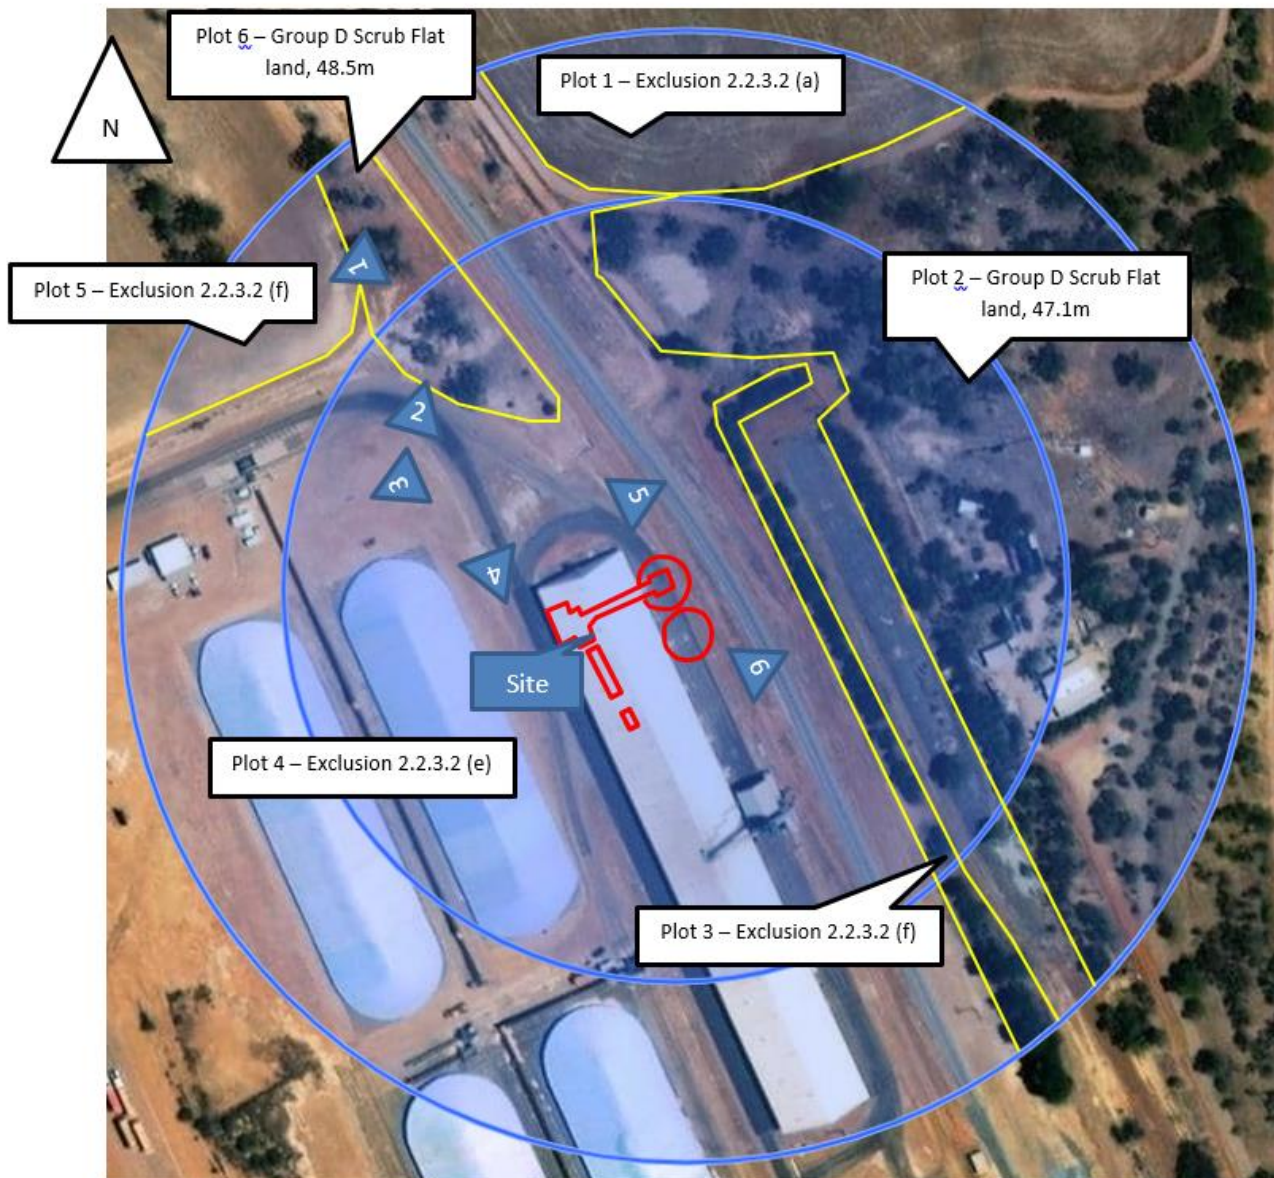 Plot 6 – Group D Scrub Flat
land, 48.5m
Plot 1 – Exclusion 2.2.3.2 (a)
N
Plot 5 – Exclusion 2.2.3.2 (f)
1
Plot 2 – Group D Scrub Flat
land, 47.1m
2
3
5
4
6
Site
Plot 4 – Exclusion 2.2.3.2 (e)
Plot 3 – Exclusion 2.2.3.2 (f)